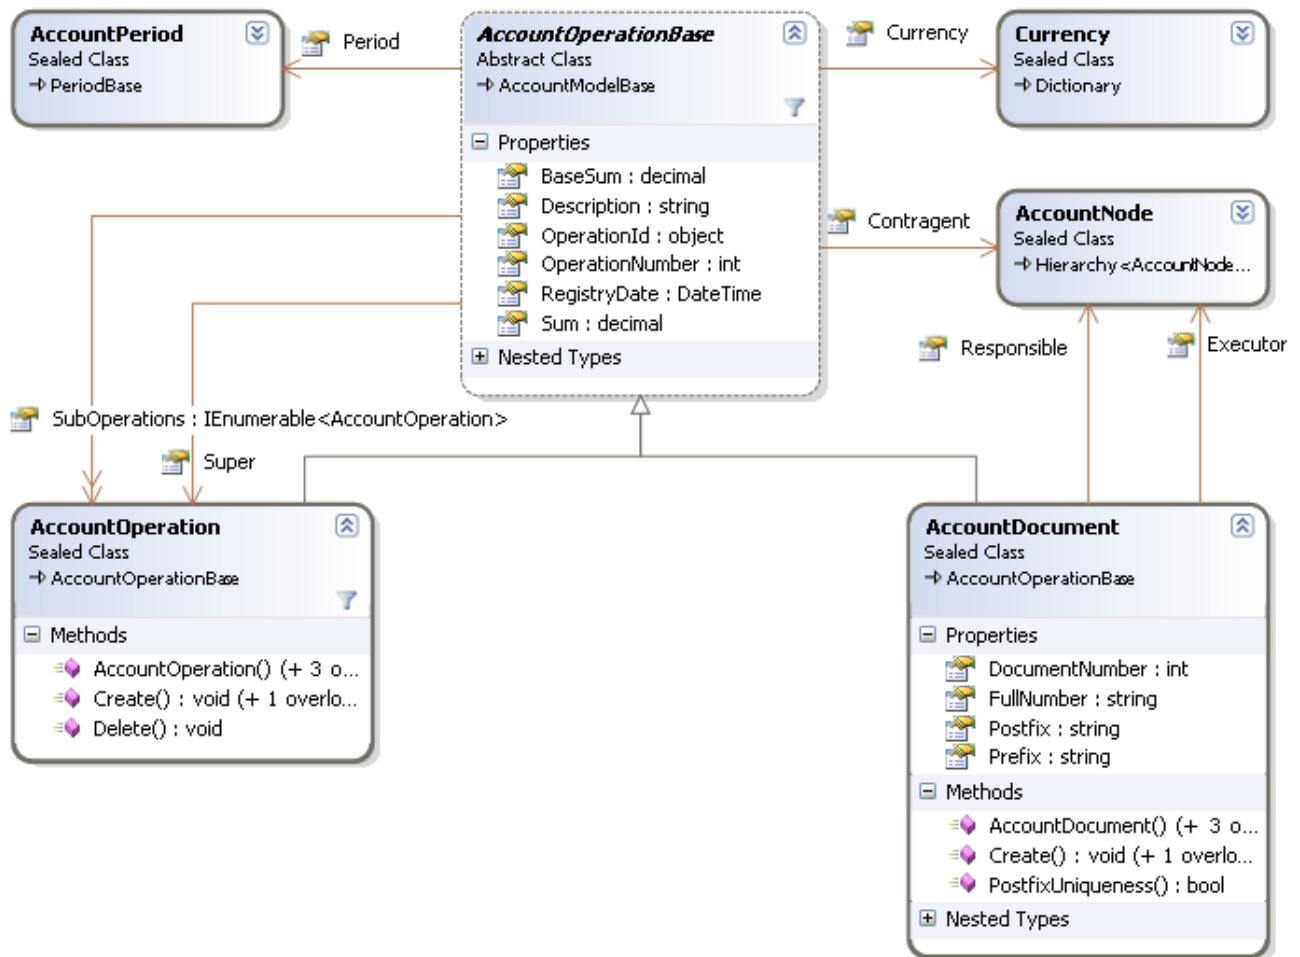 AccountPeriod
Sealed Class
PeriodBase
Period
AccountOperationBase
Abstract Class
AccountModelBase
Properties
BaseSum : decimal
Description : string
OperationId : object
OperationNumber : int
RegistryDate : DateTime
Sum : decimal
Nested Types
Currency
Currency
Sealed Class
Dictionary
Contragent
AccountNode
Sealed Class
Hierarchy<AccountNode...
Responsible
Executor
SubOperations : IEnumerable<AccountOperation>
Super
AccountOperation
Sealed Class
AccountOperationBase
Methods
AccountOperation() (+ 3 o...
Create() : void (+ 1 overlo...
Delete() : void
AccountDocument
Sealed Class
AccountOperationBase
Properties
DocumentNumber : int
FullNumber : string
Postfix : string
Prefix : string
Methods
AccountDocument() (+ 3 o...
Create() : void (+ 1 overlo...
PostfixUniqueness() : bool
Nested Types